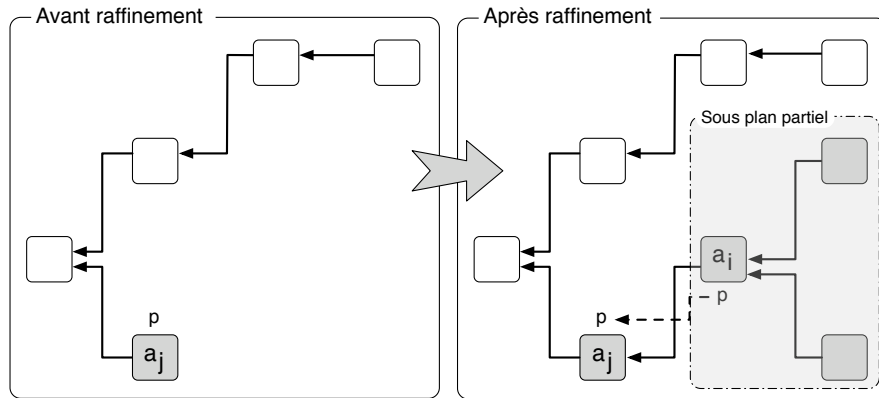 Avant raffinement
p
aj
Après raffinement
Sous plan partiel
ai
p
p
aj